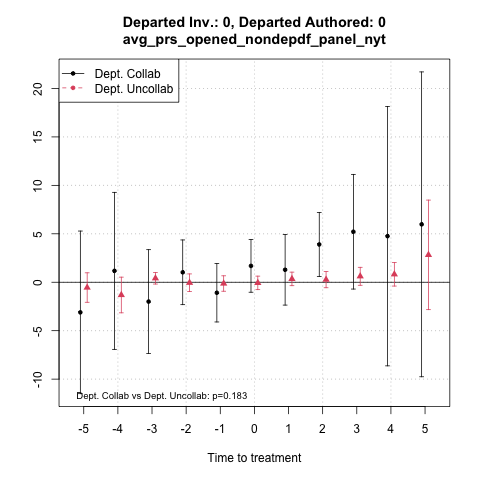 Departed Inv.: 0, Departed Authored: 0
avg_prs_opened_nondepdf_panel_nyt
Dept. Collab
Dept. Uncollab
20
15
10
5
0
-5
-10
Dept. Collab vs Dept. Uncollab: p=0.183
-5 -4 -3 -2 -1 0 1 2 3 4 5
Time to treatment